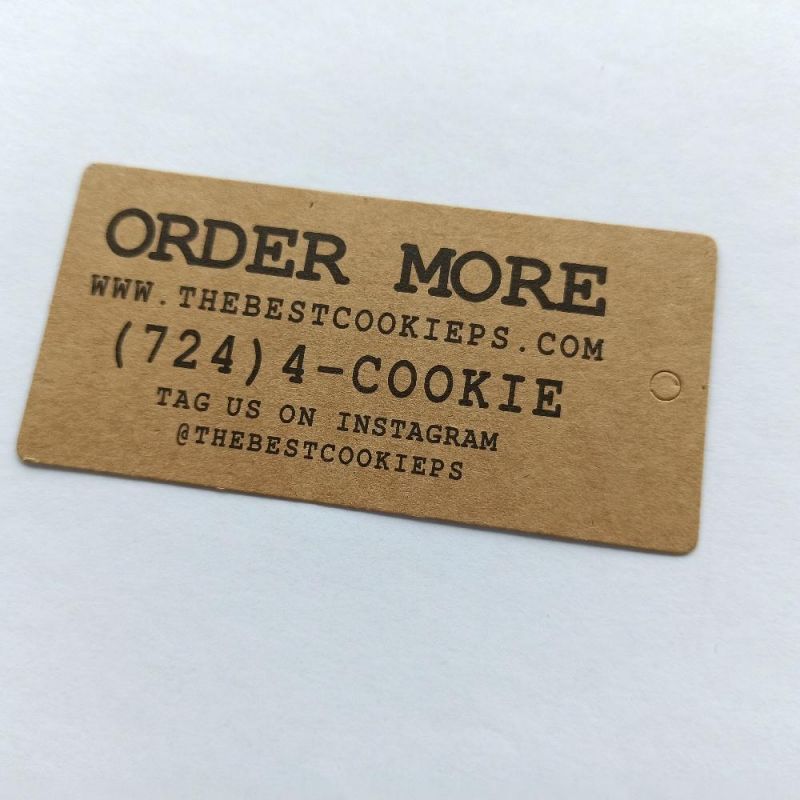 ORDER MORE
WWW.THEBESTCOOKIEPS.COM
(724)4-COOKIE
TAG US ON INSTAGRAM
@THEBESTCOOKIEPS